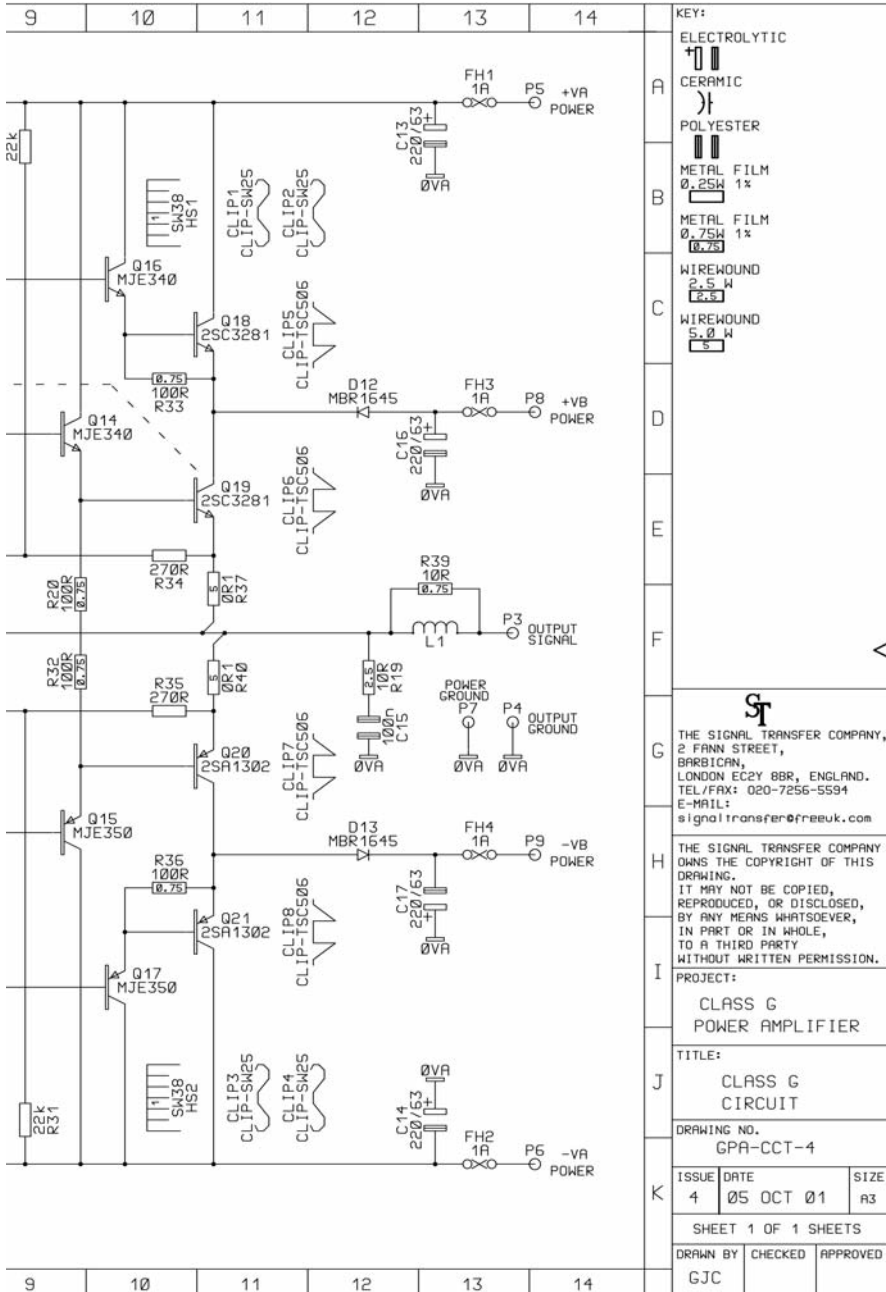 9 10 11 12 13 14
A
B
C
D
E
F
G
H
I
J
K
FH1
1A
P5
+VA
POWER
C13
220/63
+
ØVA
22k
SW38
HS1
1
CLIP1
CLIP-SW25
CLIP2
CLIP-SW25
Q16
MJE340
Q18
2SC3281
CLIP5
CLIP-TSC506
0.75
100R
R33
D12
MBR1645
FH3
1A
P8
+VB
POWER
Q14
MJE340
C16
220/63
+
ØVA
Q19
2SC3281
CLIP6
CLIP-TSC506
270R
R34
R20
100R
0.75
5
ØR1
R37
R39
10R
0.75
L1
P3
OUTPUT
SIGNAL
R32
100R
0.75
5
ØR1
R40
2.5
10R
R19
R35
270R
POWER
GROUND
P7
P4
OUTPUT
GROUND
100n
C15
ØVA
ØVA
ØVA
Q20
2SA1302
CLIP7
CLIP-TSC506
Q15
MJE350
D13
MBR1645
FH4
1A
P9
-VB
POWER
R36
100R
0.75
C17
220/63
+
ØVA
Q21
2SA1302
CLIP8
CLIP-TSC506
Q17
MJE350
SW38
HS2
1
CLIP3
CLIP-SW25
CLIP4
CLIP-SW25
ØVA
C14
220/63
+
22k
R31
FH2
1A
P6
-VA
POWER
9 10 11 12 13 14
KEY:
ELECTROLYTIC
+
CERAMIC
POLYESTER
METAL FILM
0.25W 1%
METAL FILM
0.75W 1%
0.75
WIREWOUND
2.5 W
2.5
WIREWOUND
5.0 W
5
ST
THE SIGNAL TRANSFER COMPANY,
2 FANN STREET,
BARBICAN,
LONDON EC2Y 8BR, ENGLAND.
TEL/FAX: 020-7256-5594
E-MAIL:
signaltransfer@freeuk.com
THE SIGNAL TRANSFER COMPANY
OWNS THE COPYRIGHT OF THIS
DRAWING.
IT MAY NOT BE COPIED,
REPRODUCED, OR DISCLOSED,
BY ANY MEANS WHATSOEVER,
IN PART OR IN WHOLE,
TO A THIRD PARTY
WITHOUT WRITTEN PERMISSION.
PROJECT:
CLASS G
POWER AMPLIFIER
TITLE:
CLASS G
CIRCUIT
DRAWING NO.
GPA-CCT-4
ISSUE DATE SIZE
4 Ø5 OCT Ø1 A3
SHEET 1 OF 1 SHEETS
DRAWN BY CHECKED APPROVED
GJC